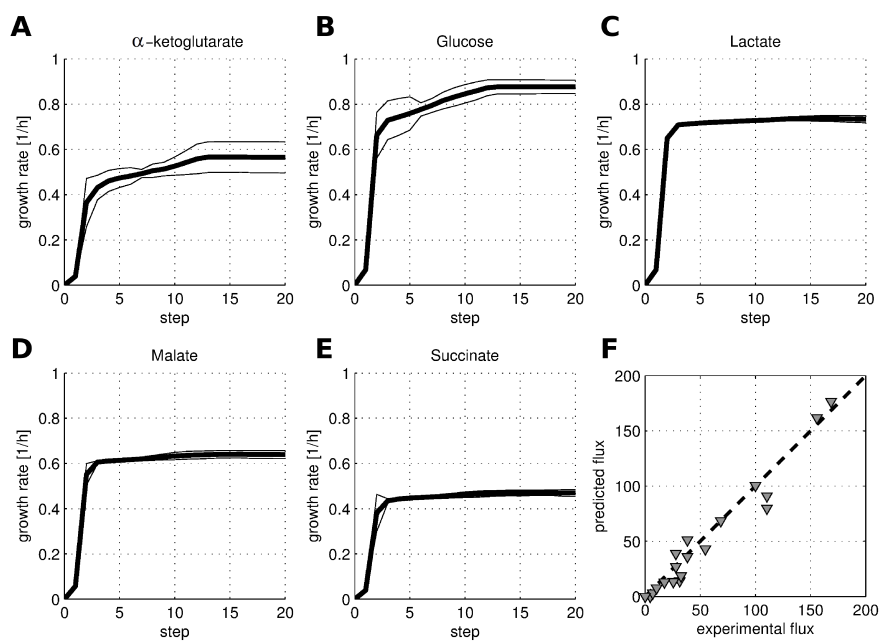 A
α-ketoglutarate
1
0.8
0.6
0.4
0.2
0
growth rate [1/h]
0 5 10 15 20
step
B
Glucose
1
0.8
0.6
0.4
0.2
0
growth rate [1/h]
0 5 10 15 20
step
C
Lactate
1
0.8
0.6
0.4
0.2
0
growth rate [1/h]
0 5 10 15 20
step
D
Malate
1
0.8
0.6
0.4
0.2
0
growth rate [1/h]
0 5 10 15 20
step
E
Succinate
1
0.8
0.6
0.4
0.2
0
growth rate [1/h]
0 5 10 15 20
step
F
200
150
100
50
0
predicted flux
0 50 100 150 200
experimental flux